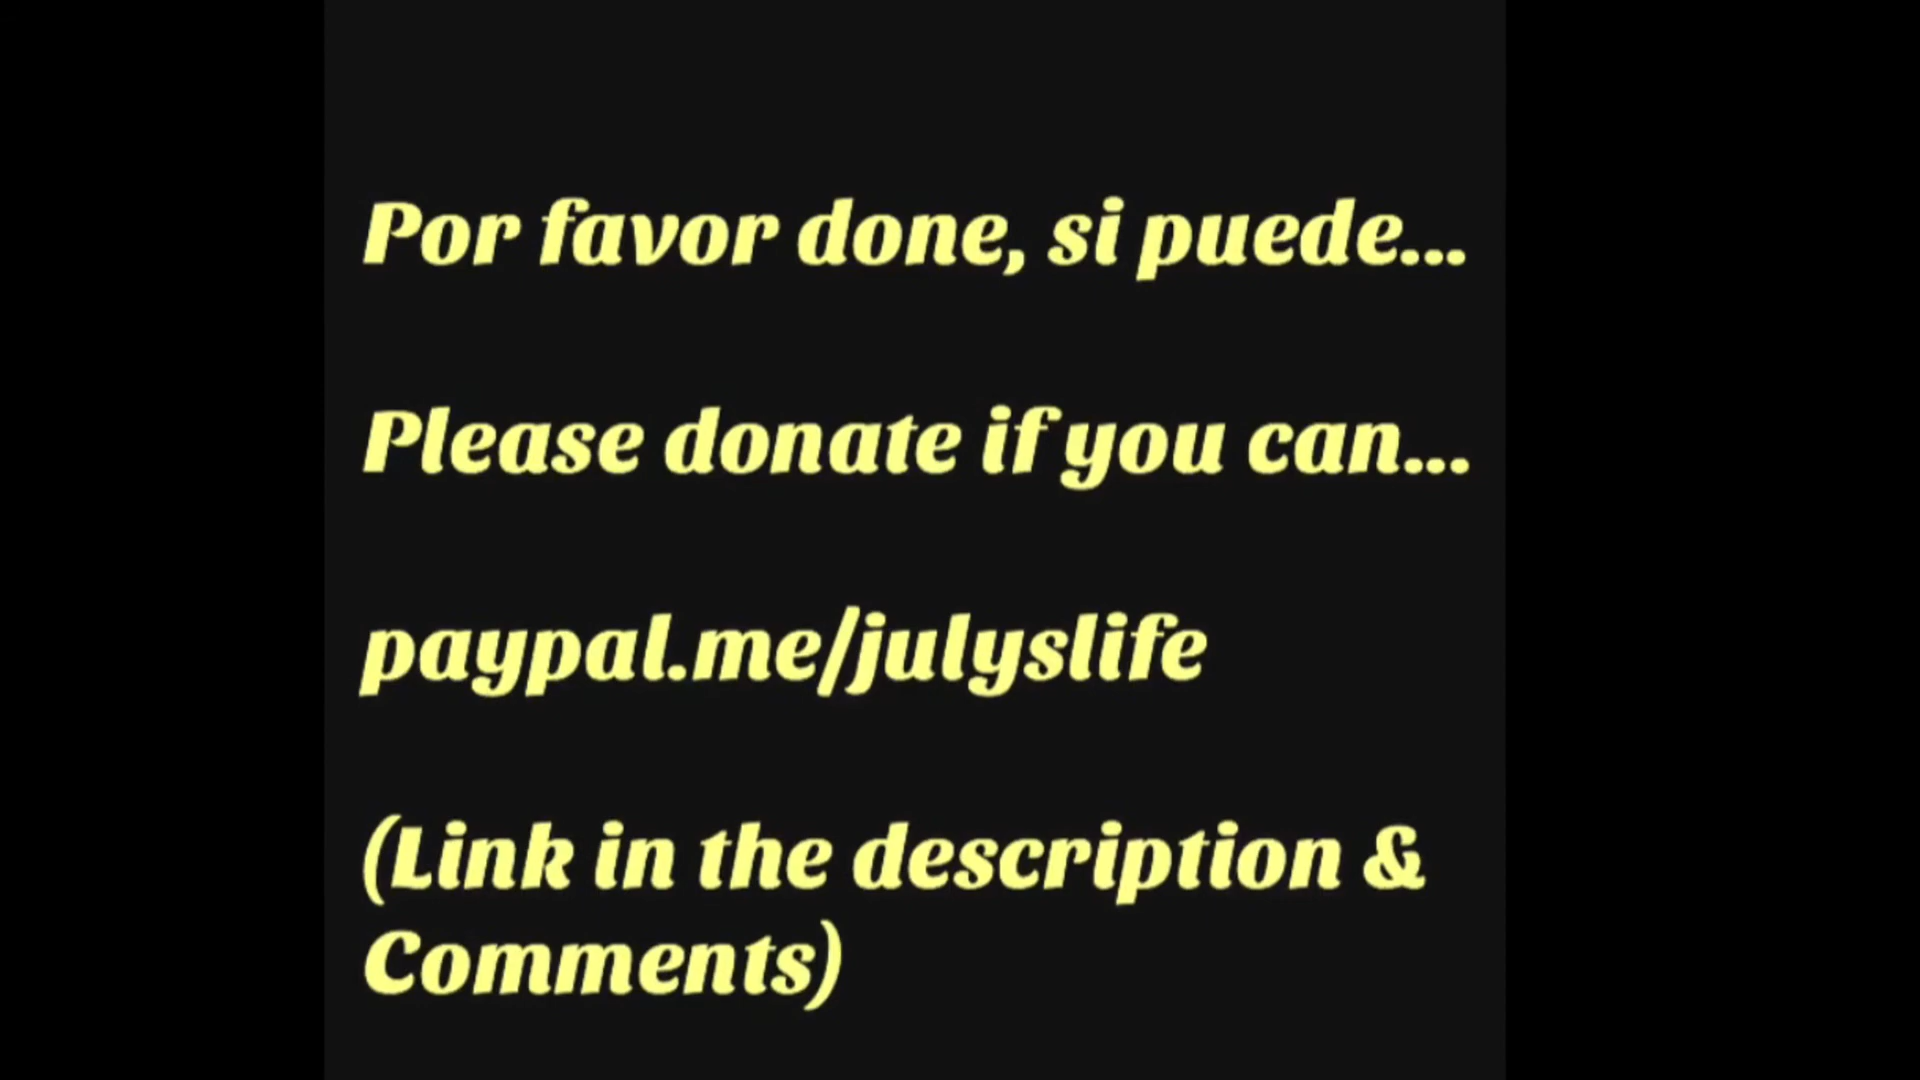 Por favor done, si puede...
Please donate if you can...
paypal.me/julyslife
(Link in the description &
Comments)